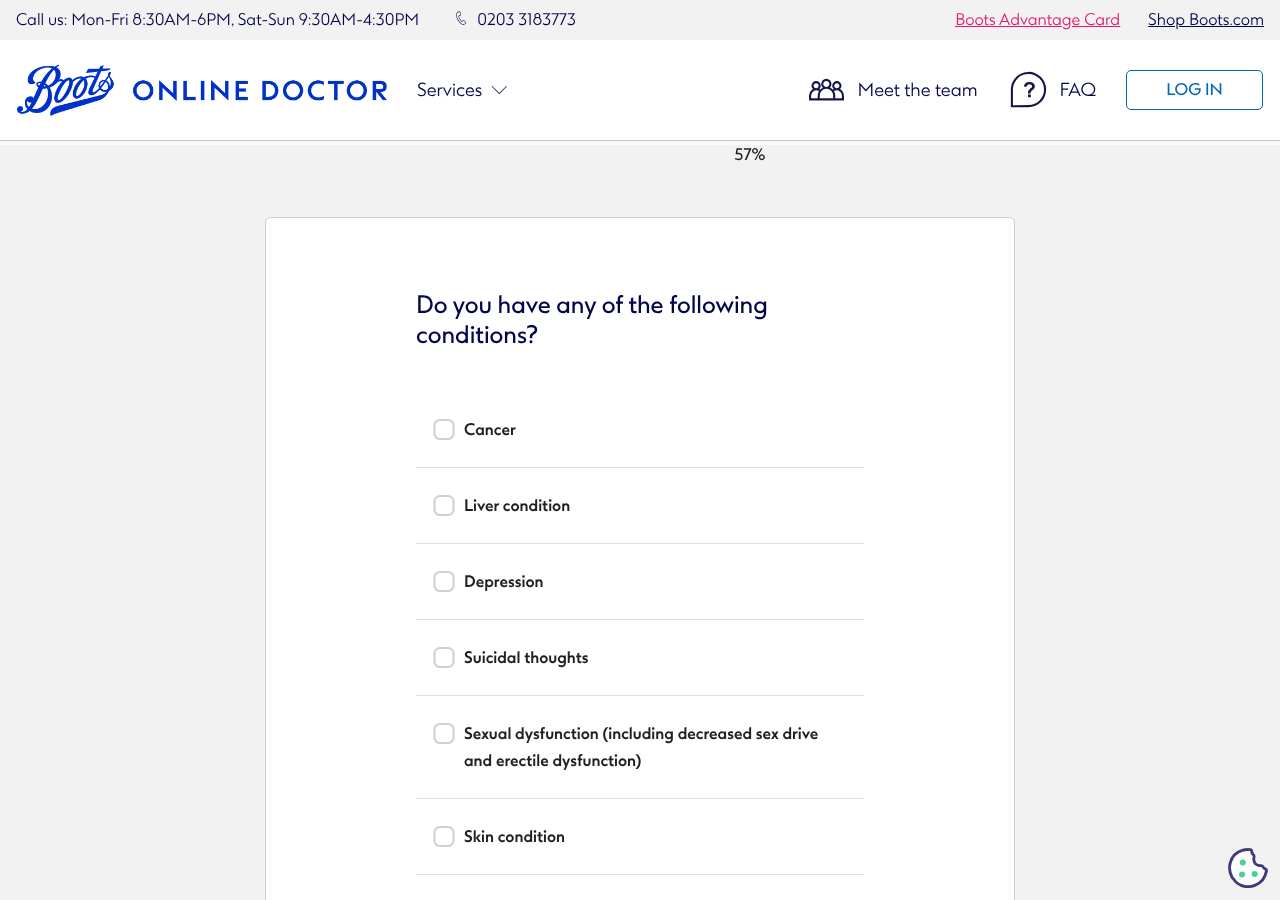 Call us: Mon-Fri 8:30AM-6PM, Sat-Sun 9:30AM-4:30PM 0203 3183773 Boots Advantage Card Shop Boots.com
Boots ONLINE DOCTOR Services Meet the team ? FAQ LOG IN
57%
Do you have any of the following
conditions?
Cancer
Liver condition
Depression
Suicidal thoughts
Sexual dysfunction (including decreased sex drive
and erectile dysfunction)
Skin condition